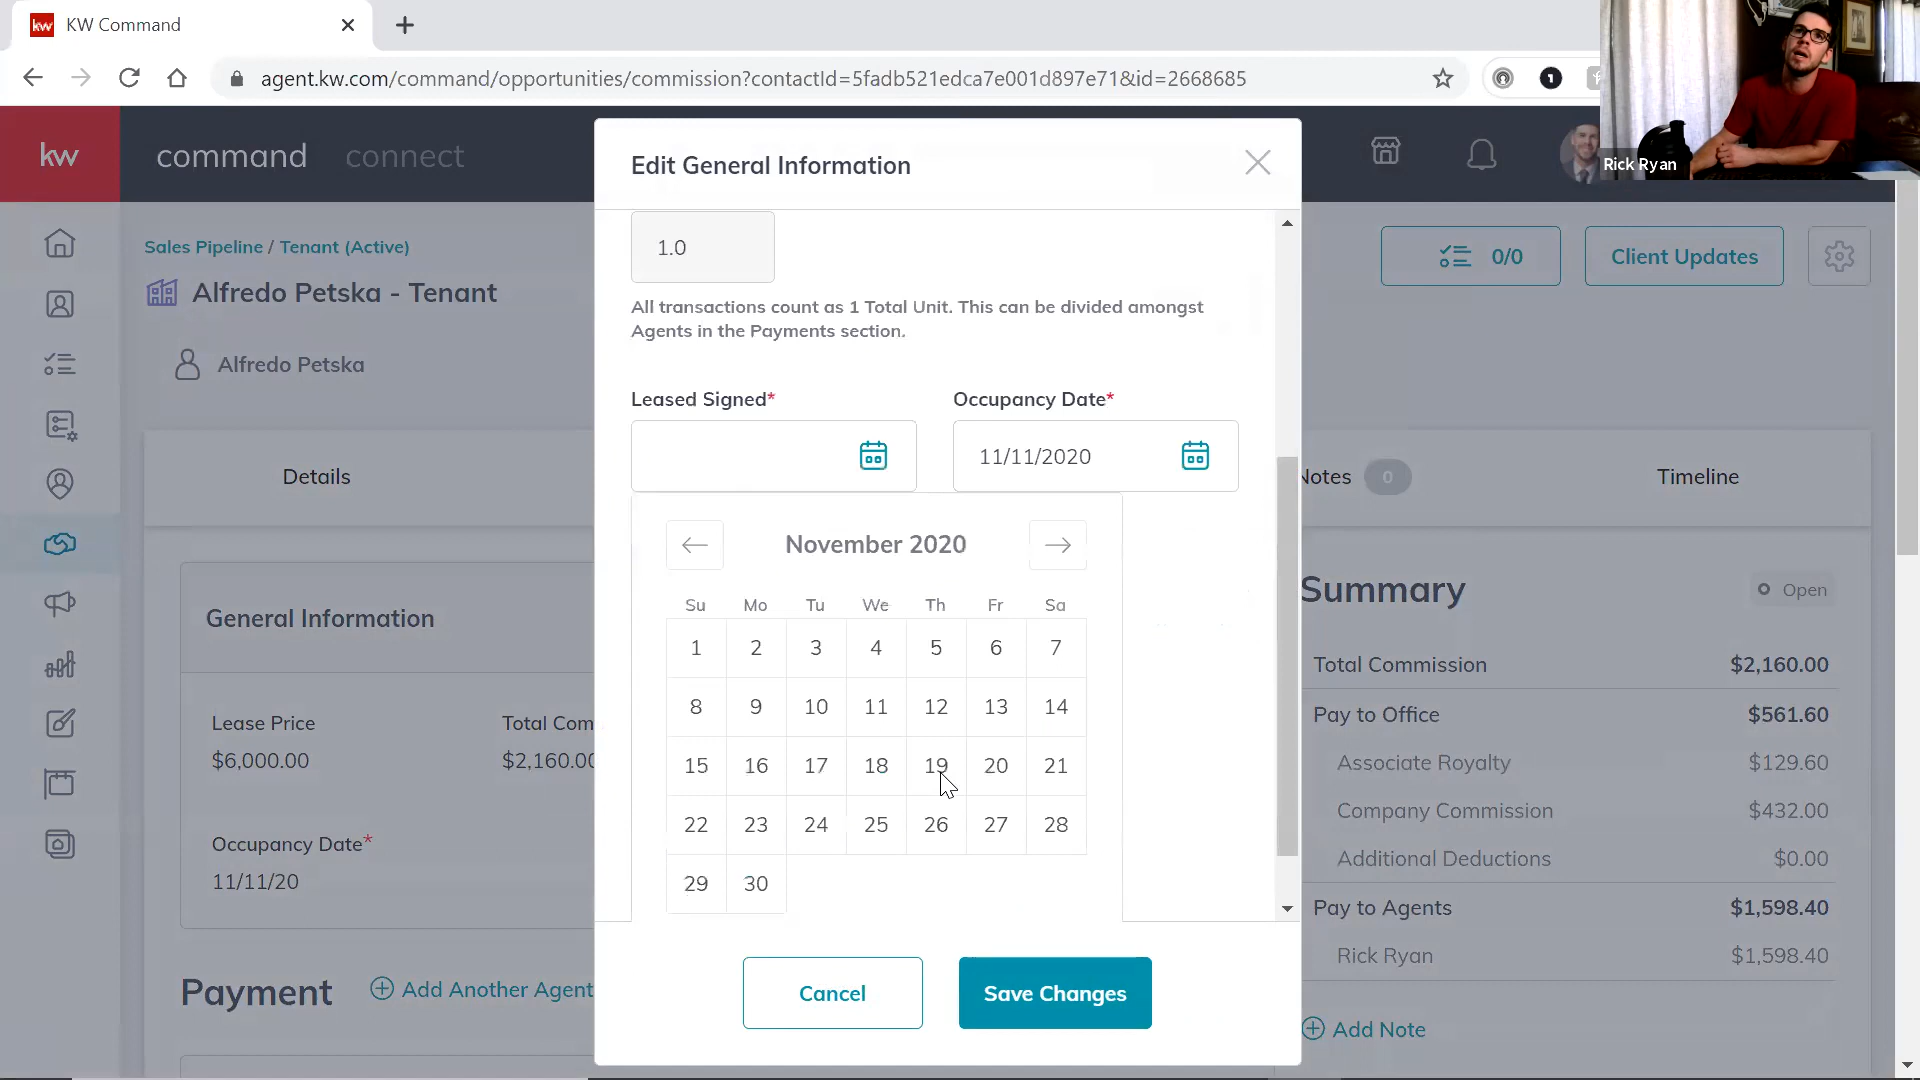 kw KW Command
agent.kw.com/command/opportunities/commission?contactId=5fadb521edca7e001d897e71&id=2668685
Rick Ryan
kw command connect
Sales Pipeline / Tenant (Active)
Alfredo Petska - Tenant
Alfredo Petska
0/0
Client Updates
Details
Notes 0
Timeline
General Information
Lease Price
$6,000.00
Total Com
$2,160.00
Occupancy Date*
11/11/20
Payment
Add Another Agent
Edit General Information
1.0
All transactions count as 1 Total Unit. This can be divided amongst
Agents in the Payments section.
Leased Signed*
Occupancy Date*
11/11/2020
November 2020
Su Mo Tu We Th Fr Sa
1 2 3 4 5 6 7
8 9 10 11 12 13 14
15 16 17 18 19 20 21
22 23 24 25 26 27 28
29 30
Cancel
Save Changes
Summary
Open
Total Commission $2,160.00
Pay to Office $561.60
Associate Royalty $129.60
Company Commission $432.00
Additional Deductions $0.00
Pay to Agents $1,598.40
Rick Ryan $1,598.40
Add Note